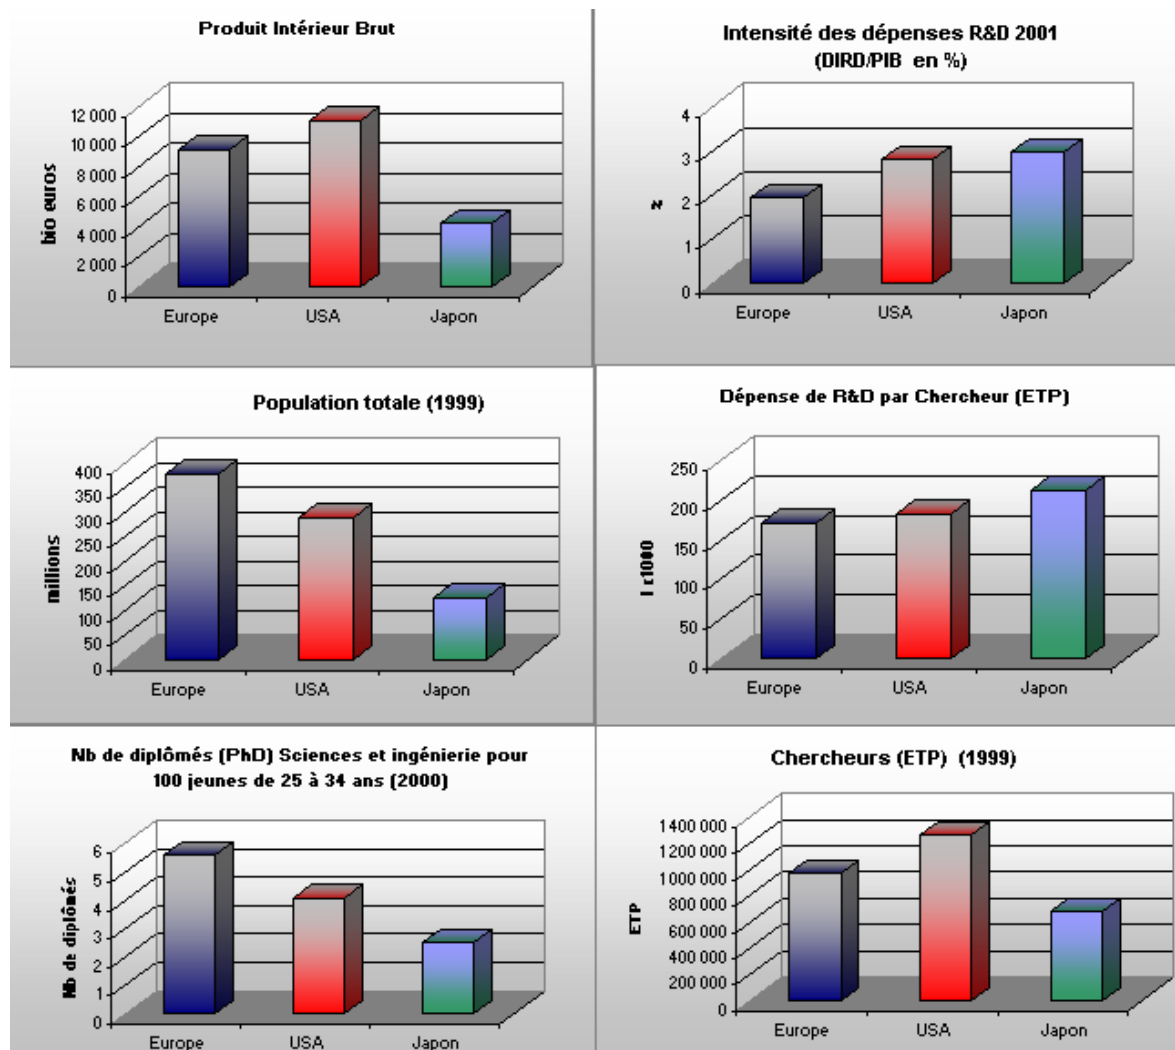 Produit Intérieur Brut
bio euros
12 000
10 000
8 000
6 000
4 000
2 000
0
Europe USA Japon
Intensité des dépenses R&D 2001
(DIRD/PIB en %)
%
4
3
2
1
0
Europe USA Japon
Population totale (1999)
millions
400
350
300
250
200
150
100
50
0
Europe USA Japon
Dépense de R&D par Chercheur (ETP)
250
200
150
100
50
0
Europe USA Japon
Nb de diplômés (PhD) Sciences et ingénierie pour
100 jeunes de 25 à 34 ans (2000)
Nb de diplômés
6
5
4
3
2
1
0
Europe USA Japon
Chercheurs (ETP) (1999)
ETP
1400 000
1200 000
1000 000
800 000
600 000
400 000
200 000
0
Europe USA Japon